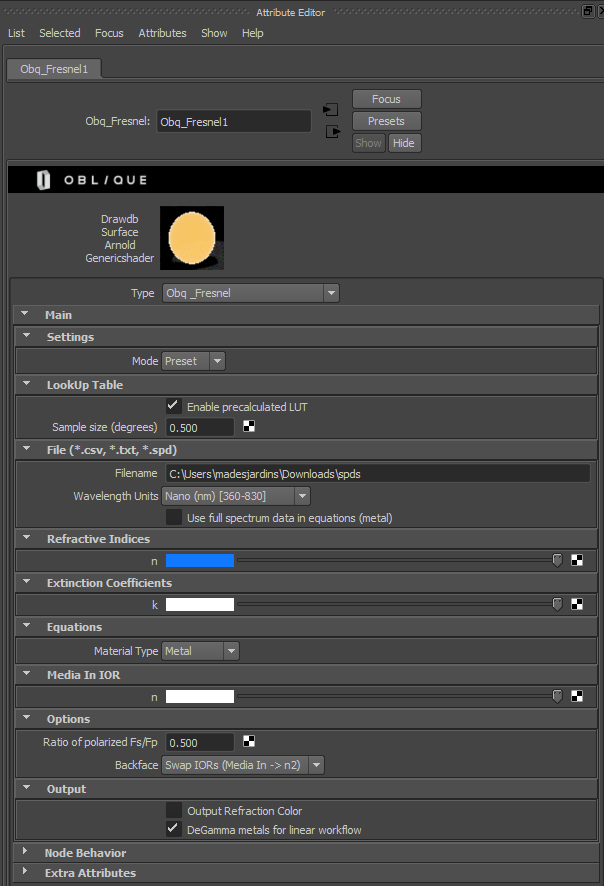 Attribute Editor
List Selected Focus Attributes Show Help
Obq_Fresnel1
Focus
Obq_Fresnel: Obq_Fresnel1
Presets
Show Hide
OBL/QUE
Drawdb
Surface
Arnold
Genericshader
Type Obq _Fresnel
Main
Settings
Mode Preset
LookUp Table
Enable precalculated LUT
Sample size (degrees) 0.500
File (*.csv, *.txt, *.spd)
Filename C:\Users\madesjardins\Downloads\spds
Wavelength Units Nano (nm) [360-830]
Use full spectrum data in equations (metal)
Refractive Indices
n
Extinction Coefficients
k
Equations
Material Type Metal
Media In IOR
n
Options
Ratio of polarized Fs/Fp 0.500
Backface Swap IORs (Media In -> n2)
Output
Output Refraction Color
DeGamma metals for linear workflow
Node Behavior
Extra Attributes